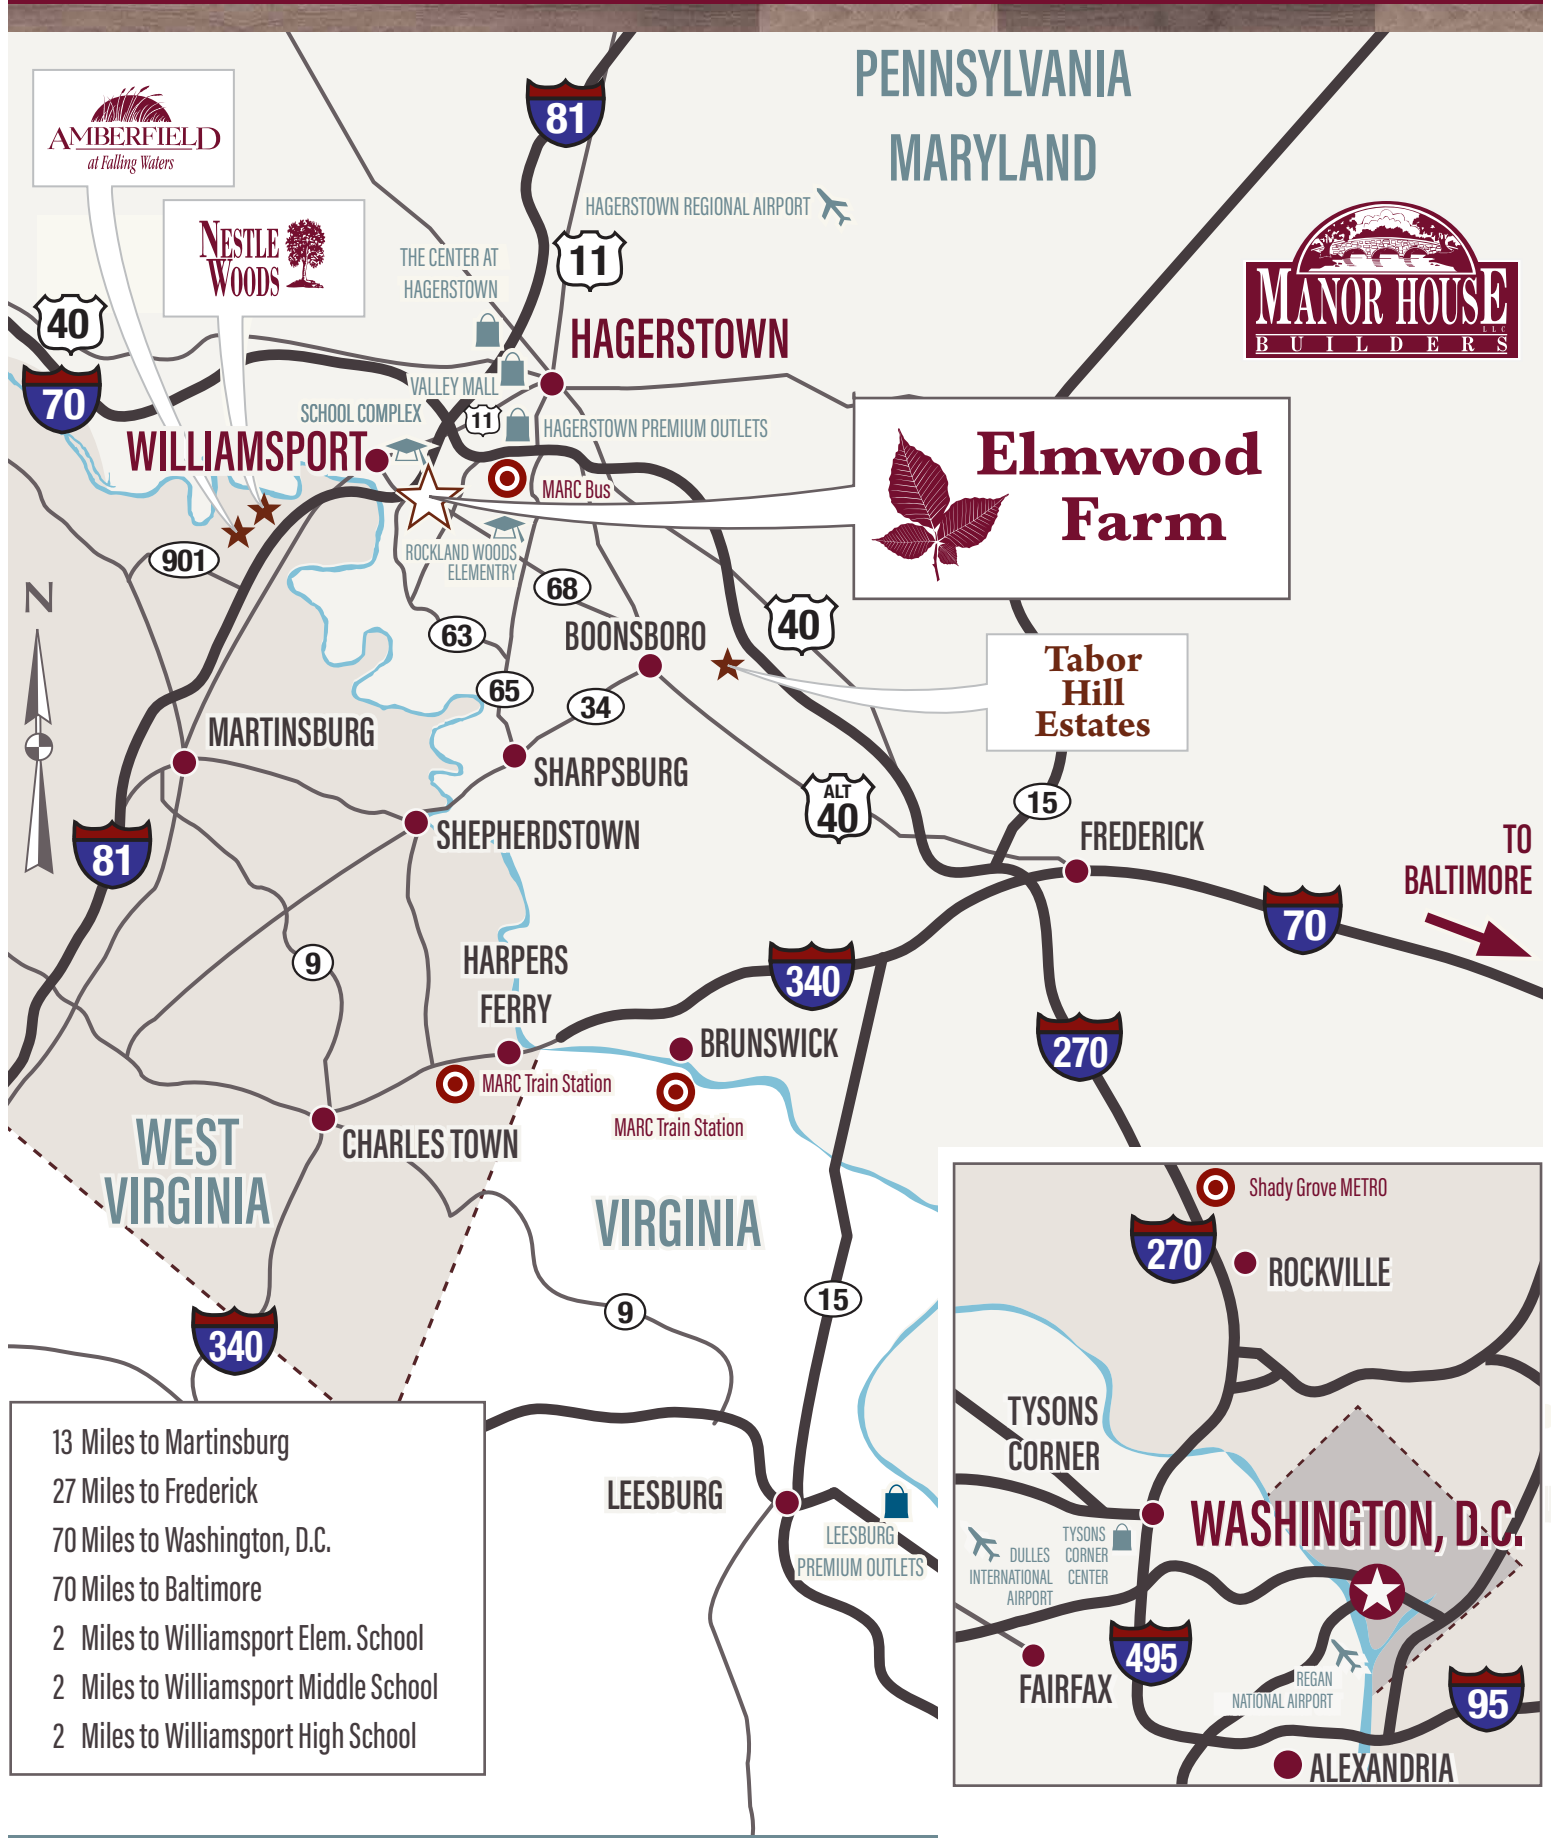 PENNSYLVANIA
MARYLAND
81
AMBERFIELD
at Falling Waters
NESTLE
WOODS
HAGERSTOWN REGIONAL AIRPORT
11
THE CENTER AT
HAGERSTOWN
MANOR HOUSE
LLC
BUILDERS
40
70
HAGERSTOWN
VALLEY MALL
SCHOOL COMPLEX
11
HAGERSTOWN PREMIUM OUTLETS
WILLIAMSPORT
MARC Bus
Elmwood
Farm
901
ROCKLAND WOODS
ELEMENTRY
N
68
63
BOONSBORO
40
65
34
Tabor
Hill
Estates
MARTINSBURG
SHARPSBURG
ALT
40
15
SHEPHERDSTOWN
FREDERICK
81
TO
BALTIMORE
70
9
HARPERS
FERRY
340
270
BRUNSWICK
MARC Train Station
MARC Train Station
WEST
VIRGINIA
CHARLES TOWN
VIRGINIA
9
15
340
13 Miles to Martinsburg
27 Miles to Frederick
70 Miles to Washington, D.C.
70 Miles to Baltimore
2 Miles to Williamsport Elem. School
2 Miles to Williamsport Middle School
2 Miles to Williamsport High School
LEESBURG
LEESBURG
PREMIUM OUTLETS
Shady Grove METRO
270
ROCKVILLE
TYSONS
CORNER
WASHINGTON, D.C.
DULLES
INTERNATIONAL
AIRPORT
TYSONS
CORNER
CENTER
495
FAIRFAX
REGAN
NATIONAL AIRPORT
95
ALEXANDRIA